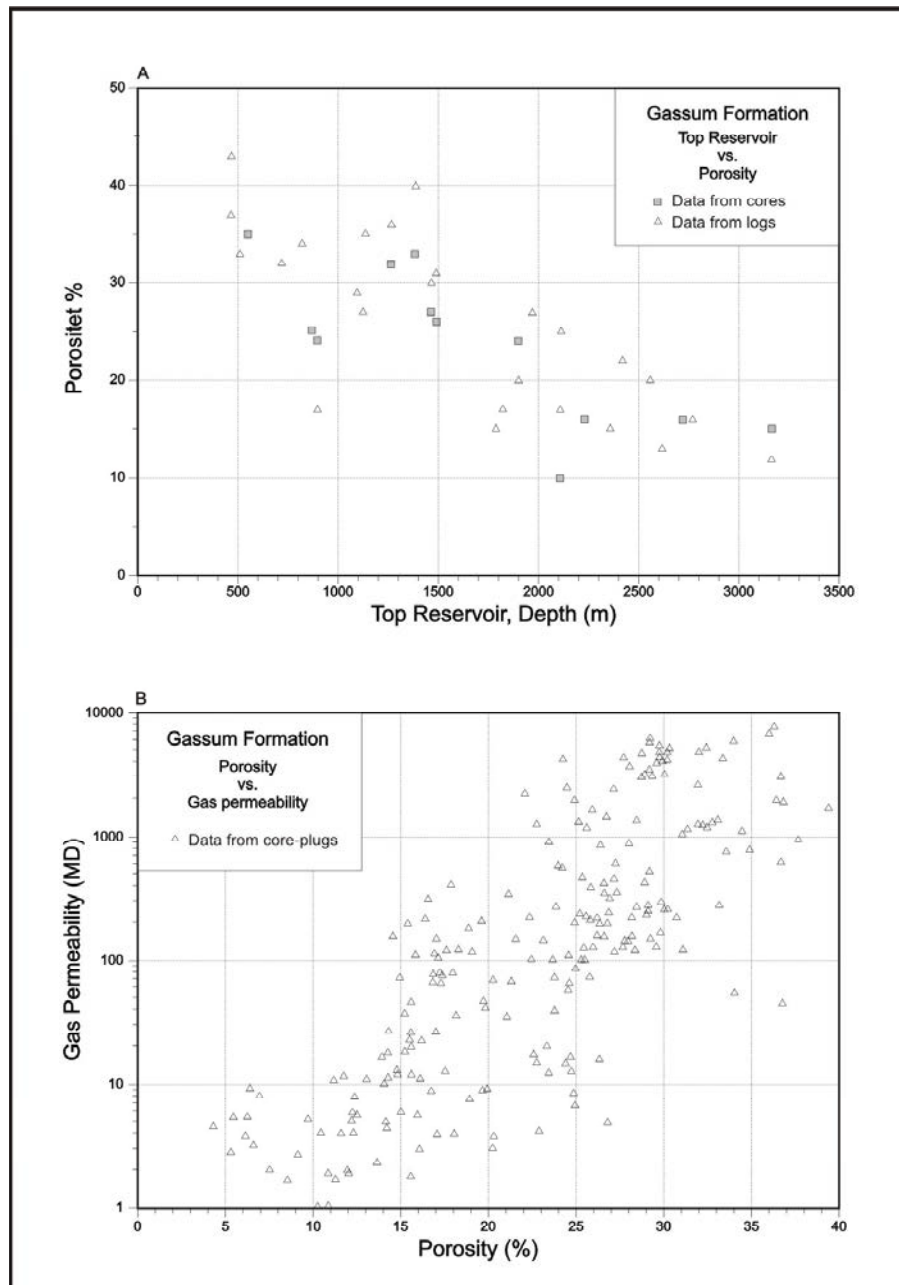 A
50
40
30
20
10
0
Porositet %
Gassum Formation
Top Reservoir
vs.
Porosity
Data from cores
Data from logs
0 500 1000 1500 2000 2500 3000 3500
Top Reservoir, Depth (m)
B
10000
1000
100
10
1
Gas Permeability (MD)
Gassum Formation
Porosity
vs.
Gas permeability
Data from core-plugs
0 5 10 15 20 25 30 35 40
Porosity (%)